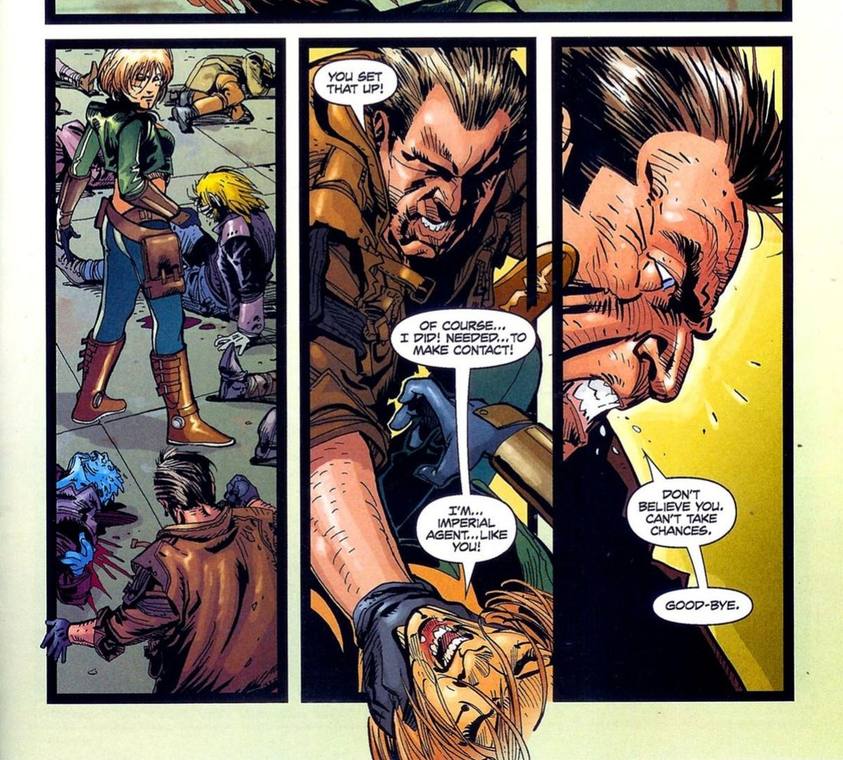 YOU SET
THAT UP!
OF COURSE...
I DID! NEEDED...TO
MAKE CONTACT!
I'M...
IMPERIAL
AGENT...LIKE
YOU!
DON'T
BELIEVE YOU.
CAN'T TAKE
CHANCES.
GOOD-BYE.